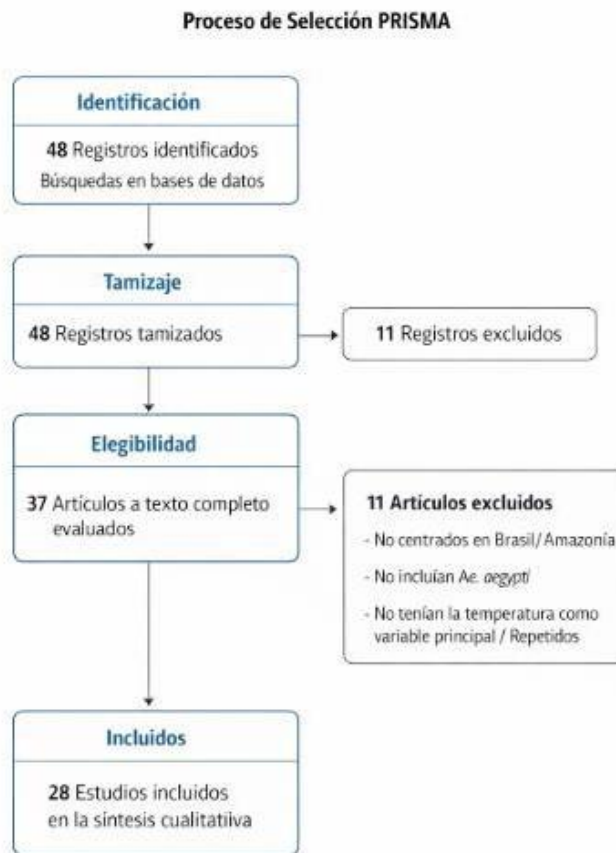 Proceso de Selección PRISMA
Identificación
48 Registros identificados
Búsquedas en bases de datos
Tamizaje
48 Registros tamizados
11 Registros excluidos
Elegibilidad
37 Artículos a texto completo
evaluados
11 Artículos excluidos
- No centrados en Brasil/Amazonía
- No incluían Ae. aegypti
- No tenían la temperatura como
variable principal / Repetidos
Incluidos
28 Estudios incluidos
en la síntesis cualitatiiva